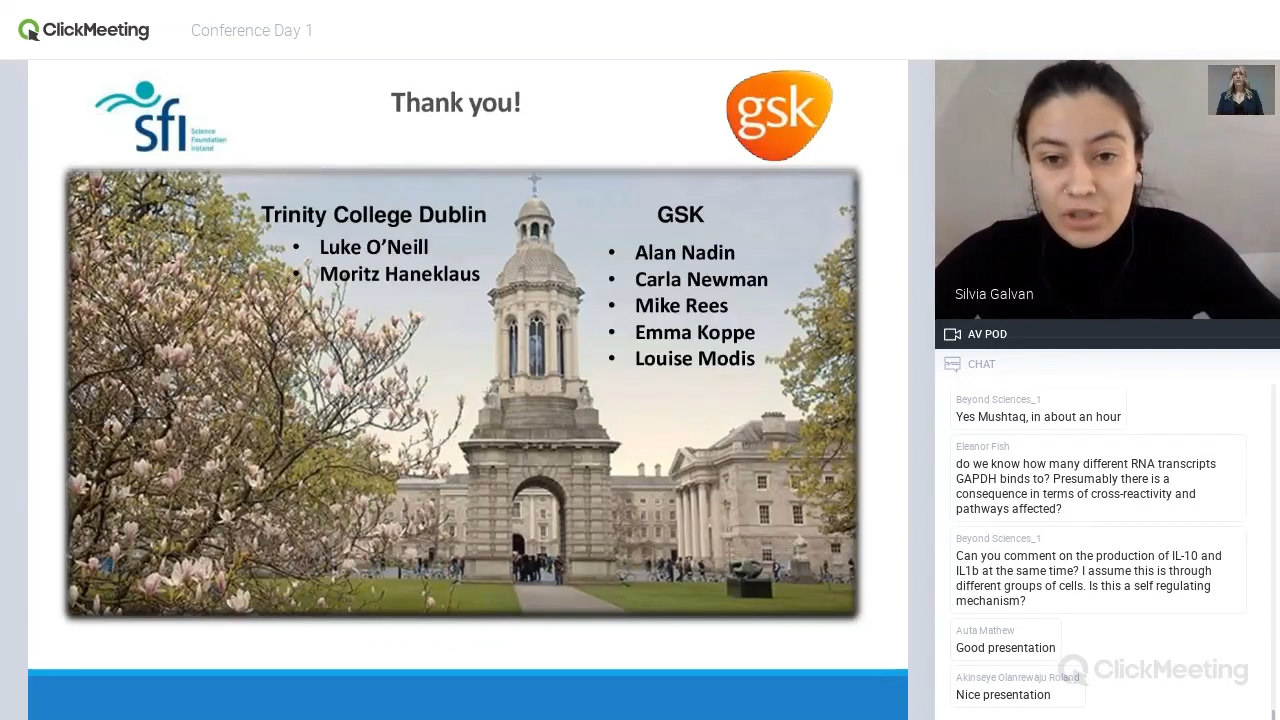 ClickMeeting
Conference Day 1
sfi
Science
Foundation
Ireland
Thank you!
gsk
Trinity College Dublin
• Luke O’Neill
• Moritz Haneklaus
GSK
• Alan Nadin
• Carla Newman
• Mike Rees
• Emma Koppe
• Louise Modis
Silvia Galvan
AV POD
CHAT
Beyond Sciences_1
Yes Mushtaq, in about an hour
Eleanor Fish
do we know how many different RNA transcripts
GAPDH binds to? Presumably there is a
consequence in terms of cross-reactivity and
pathways affected?
Beyond Sciences_1
Can you comment on the production of IL-10 and
IL1b at the same time? I assume this is through
different groups of cells. Is this a self regulating
mechanism?
Auta Mathew
Good presentation
ClickMeeting
Akinseye Olanrewaju Roland
Nice presentation